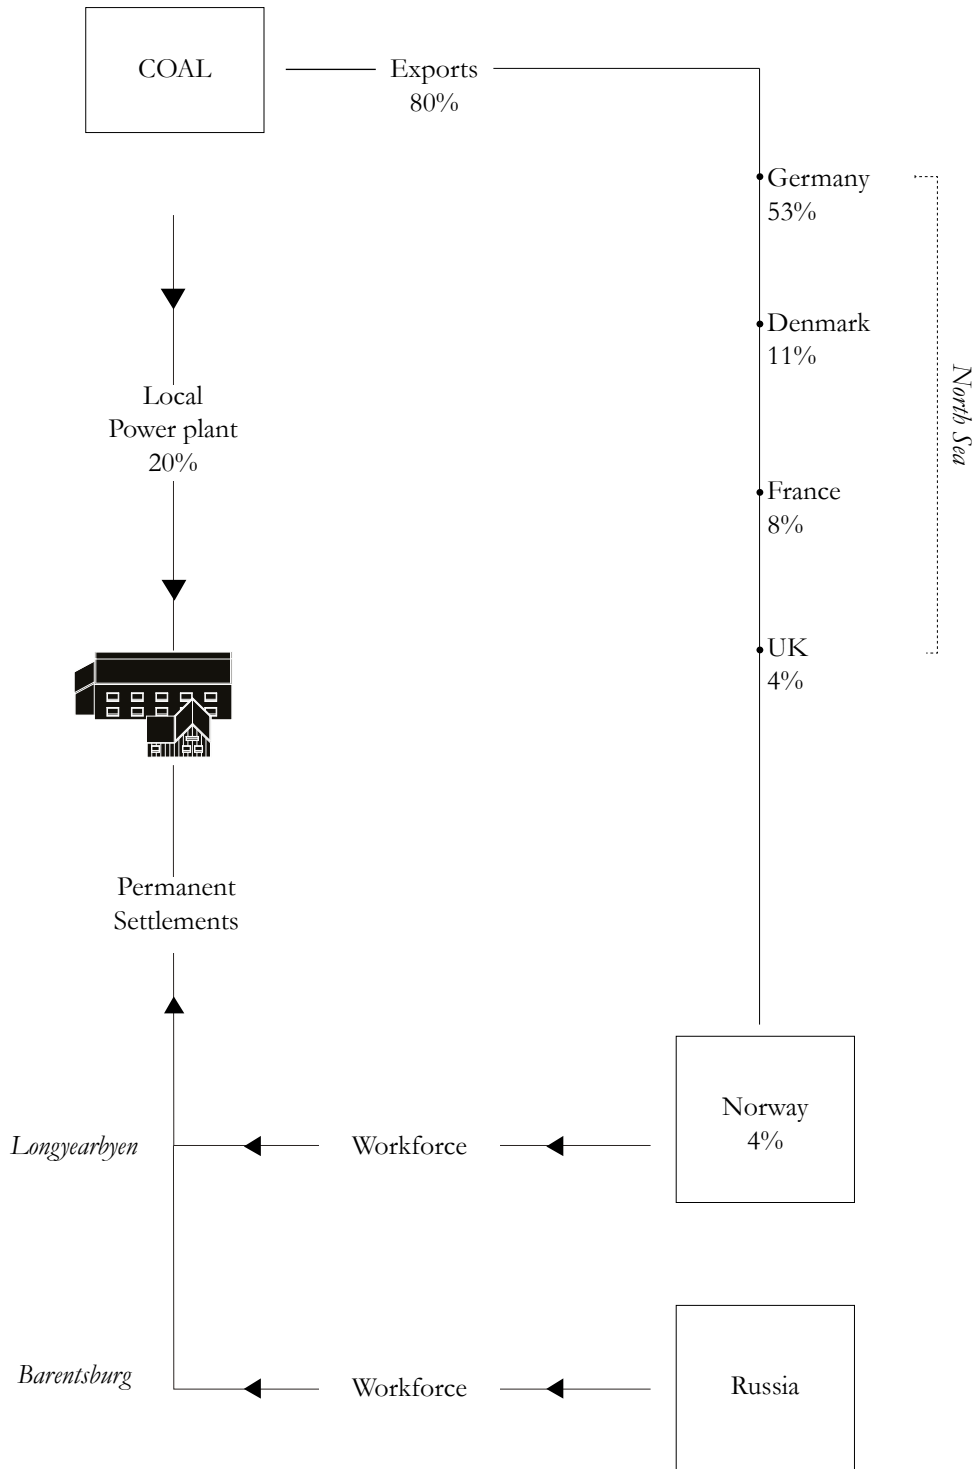 COAL
Exports
80%
Germany
53%
Denmark
11%
North Sea
Local
Power plant
20%
France
8%
UK
4%
Permanent
Settlements
Norway
4%
Longyearbyen
Workforce
Barentsburg
Workforce
Russia